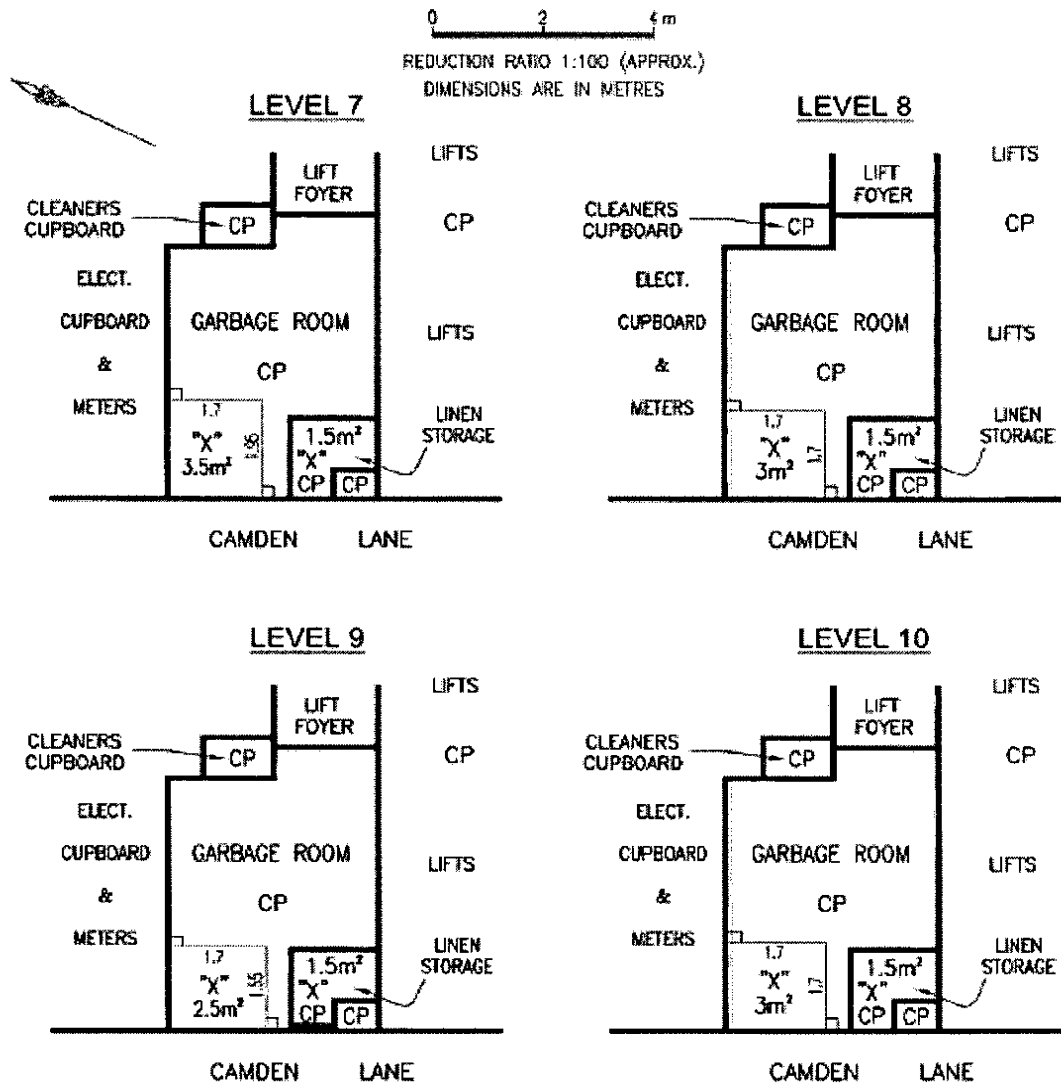 0 2 4 m
REDUCTION RATIO 1:100 (APPROX.)
DIMENSIONS ARE IN METRES
LEVEL 7
LIFTS
LIFT
FOYER
CLEANERS
CUPBOARD
CP
CP
ELECT.
CUPBOARD
&
METERS
GARBAGE ROOM
CP
LIFTS
1.7
"X"
3.5m²
1.95
1.5m²
"X"
CP
CP
LINEN
STORAGE
CAMDEN LANE
LEVEL 8
LIFTS
LIFT
FOYER
CLEANERS
CUPBOARD
CP
CP
ELECT.
CUPBOARD
&
METERS
GARBAGE ROOM
CP
LIFTS
1.7
"X"
3m²
1.7
1.5m²
"X"
CP
CP
LINEN
STORAGE
CAMDEN LANE
LEVEL 9
LIFTS
LIFT
FOYER
CLEANERS
CUPBOARD
CP
CP
ELECT.
CUPBOARD
&
METERS
GARBAGE ROOM
CP
LIFTS
1.7
"X"
2.5m²
1.55
1.5m²
"X"
CP
CP
LINEN
STORAGE
CAMDEN LANE
LEVEL 10
LIFTS
LIFT
FOYER
CLEANERS
CUPBOARD
CP
CP
ELECT.
CUPBOARD
&
METERS
GARBAGE ROOM
CP
LIFTS
1.7
"X"
3m²
1.7
1.5m²
"X"
CP
CP
LINEN
STORAGE
CAMDEN LANE